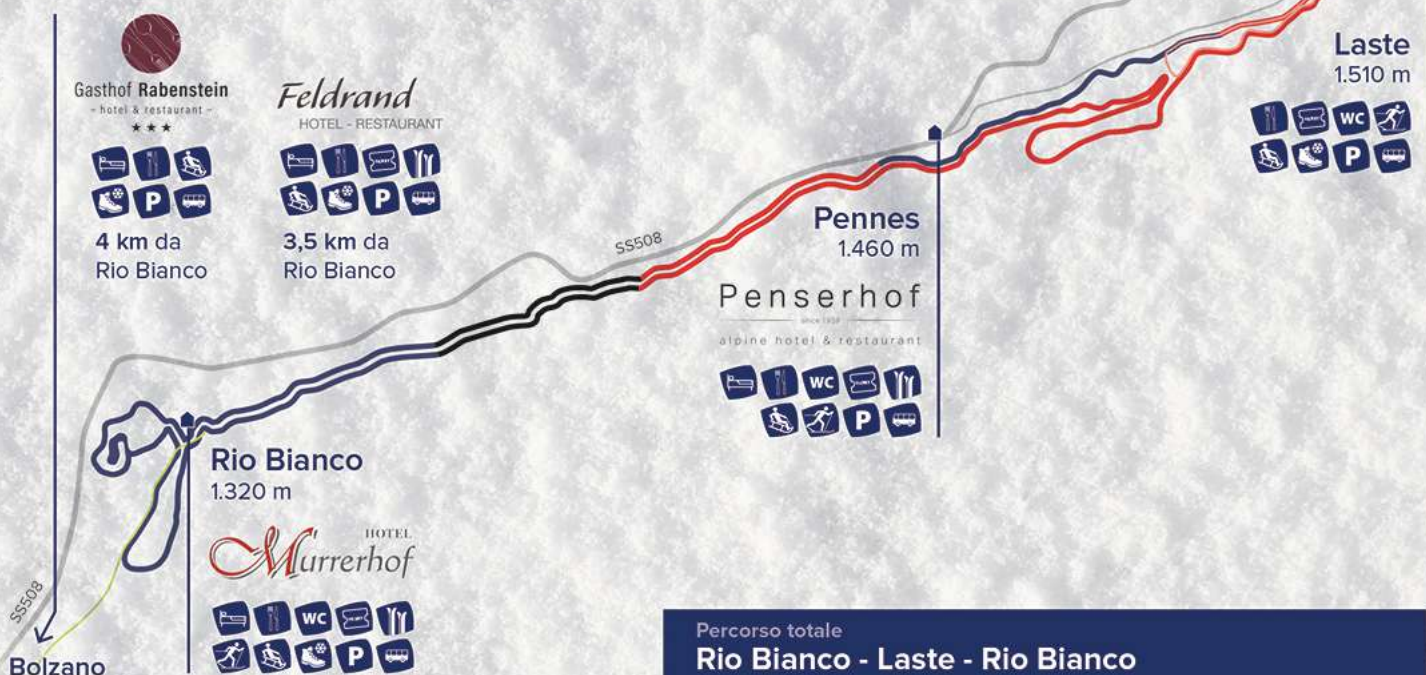 Gasthof Rabenstein
- hotel & restaurant -
Feldrand
HOTEL - RESTAURANT
P
P
4 km da
Rio Bianco
3,5 km da
Rio Bianco
Laste
1.510 m
WC
P
SS508
Pennes
1.460 m
Penserhof
alpine hotel & restaurant
WC
P
Rio Bianco
1.320 m
HOTEL
Murrerhof
WC
P
SS508
Bolzano
Percorso totale
Rio Bianco - Laste - Rio Bianco